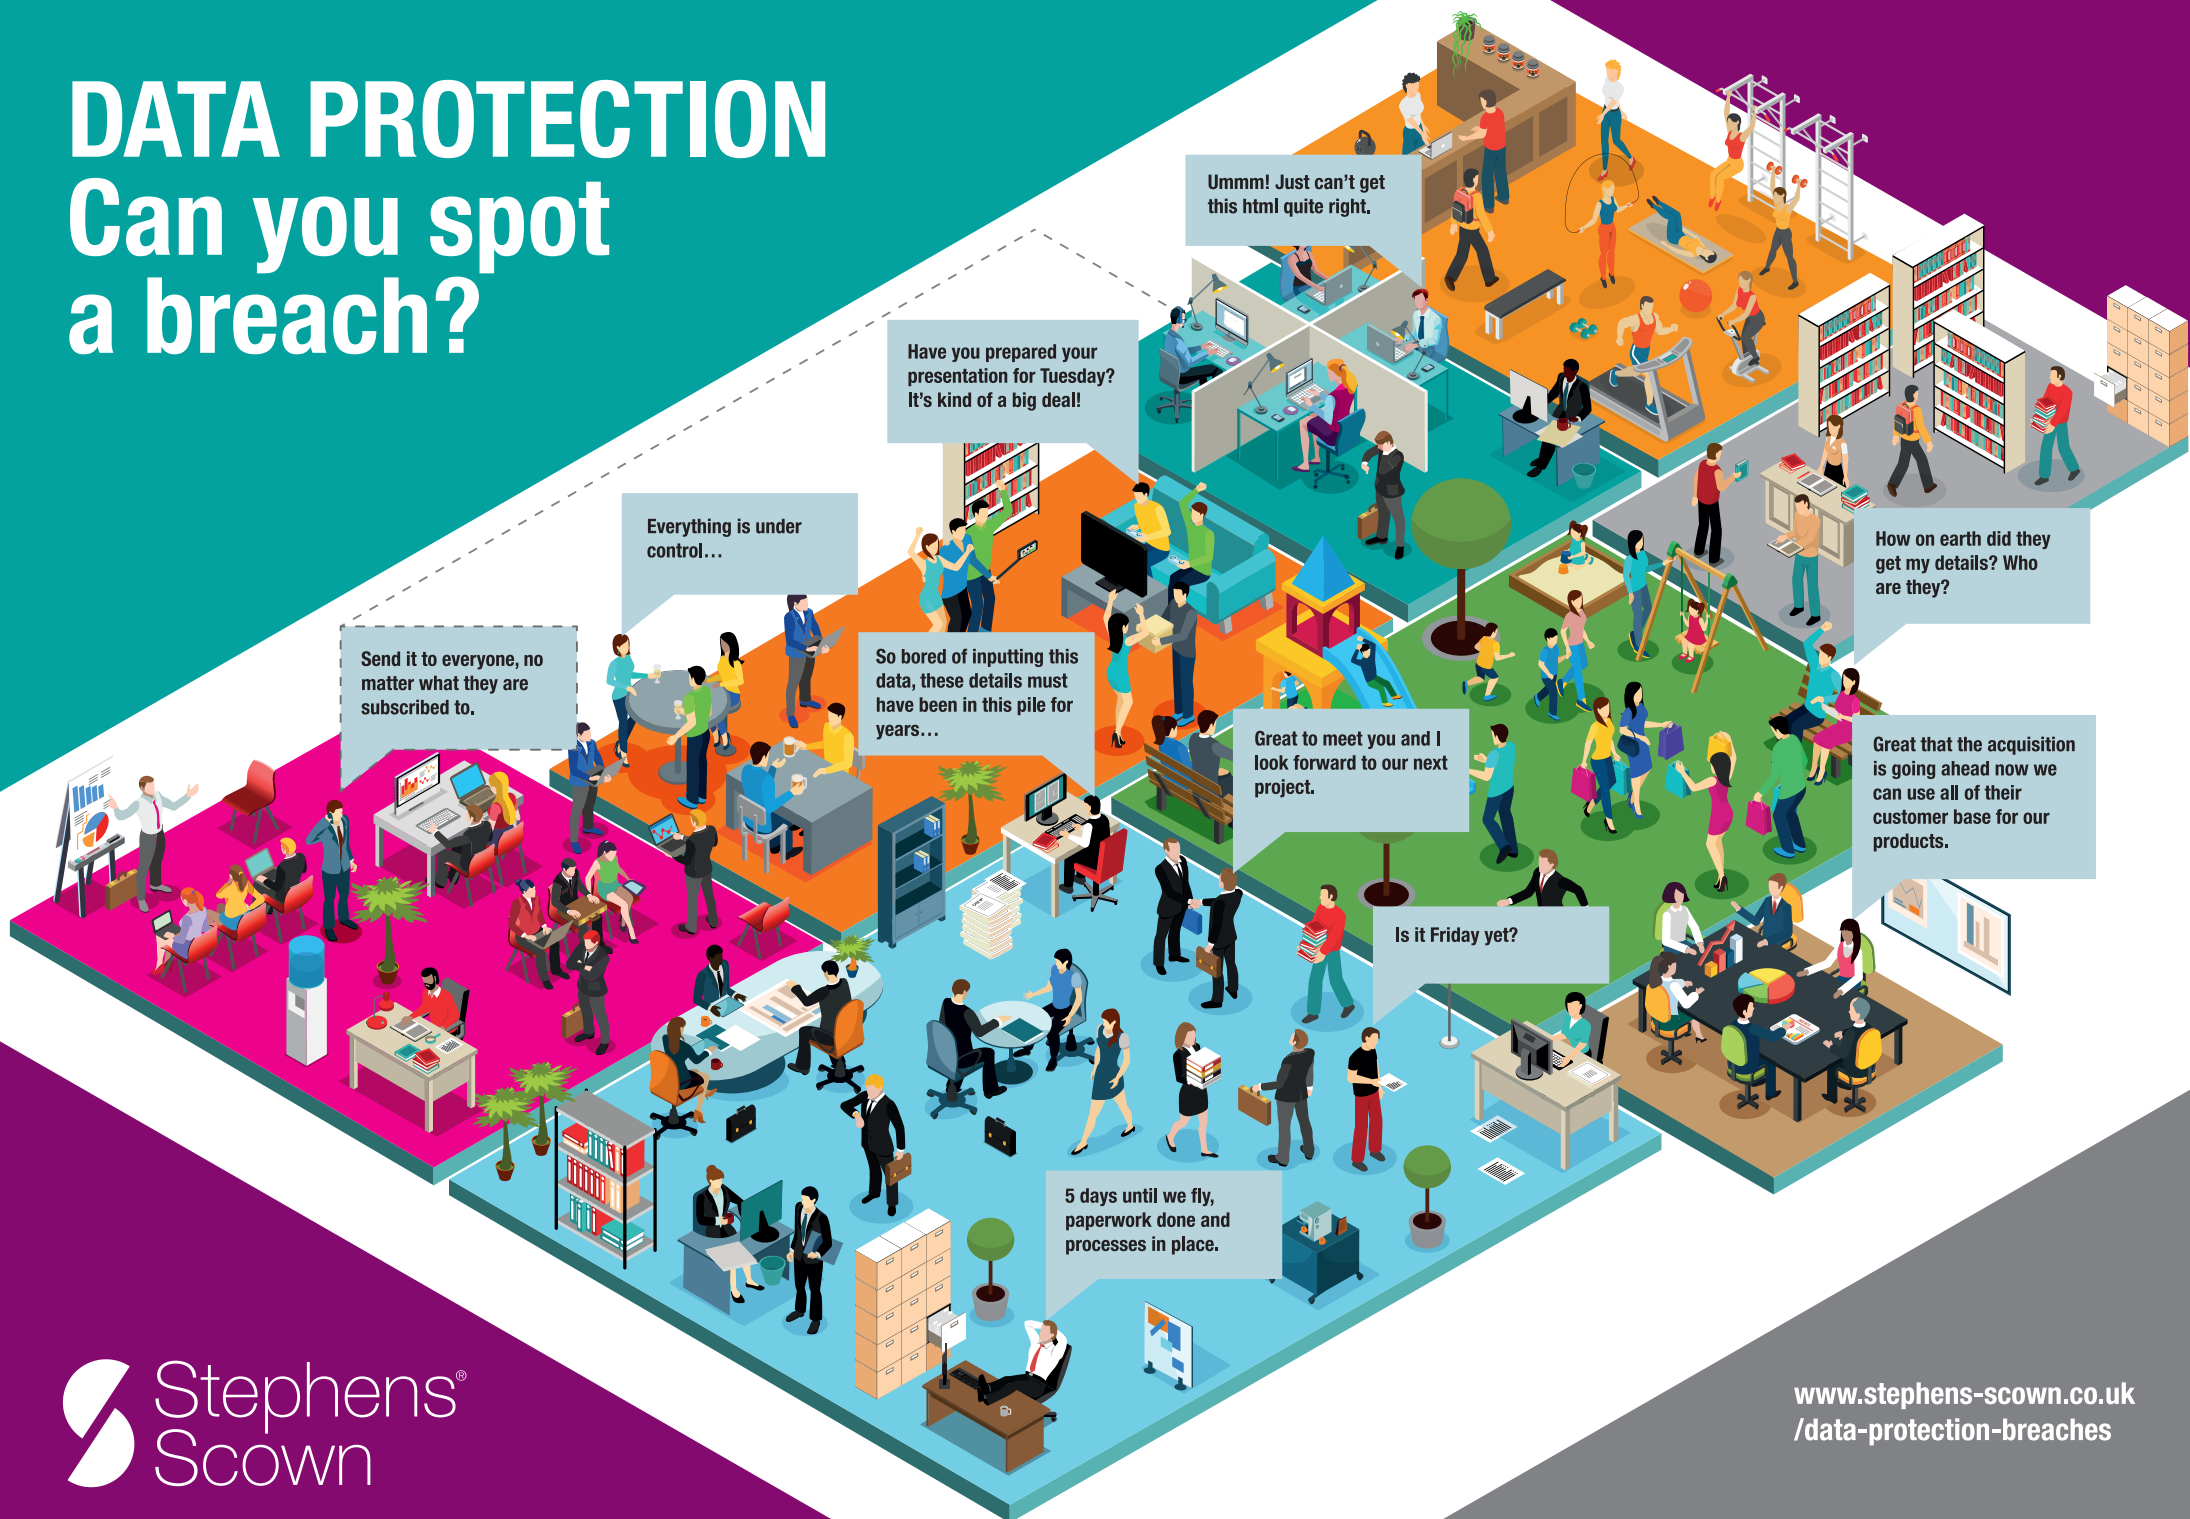 DATA PROTECTION
Can you spot
a breach?
Ummm! Just can't get
this html quite right.
Have you prepared your
presentation for Tuesday?
It's kind of a big deal!
Everything is under
control…
How on earth did they
get my details? Who
are they?
Send it to everyone, no
matter what they are
subscribed to.
So bored of inputting this
data, these details must
have been in this pile for
years…
Great to meet you and I
look forward to our next
project.
Great that the acquisition
is going ahead now we
can use all of their
customer base for our
products.
Is it Friday yet?
5 days until we fly,
paperwork done and
processes in place.
Stephens®
Scown
www.stephens-scown.co.uk
/data-protection-breaches